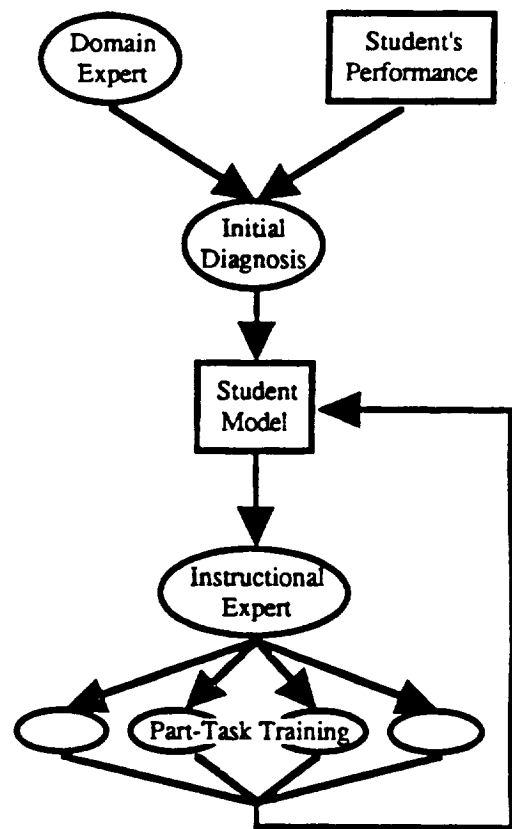 Domain
Expert
Student's
Performance
Initial
Diagnosis
Student
Model
Instructional
Expert
Part-Task Training